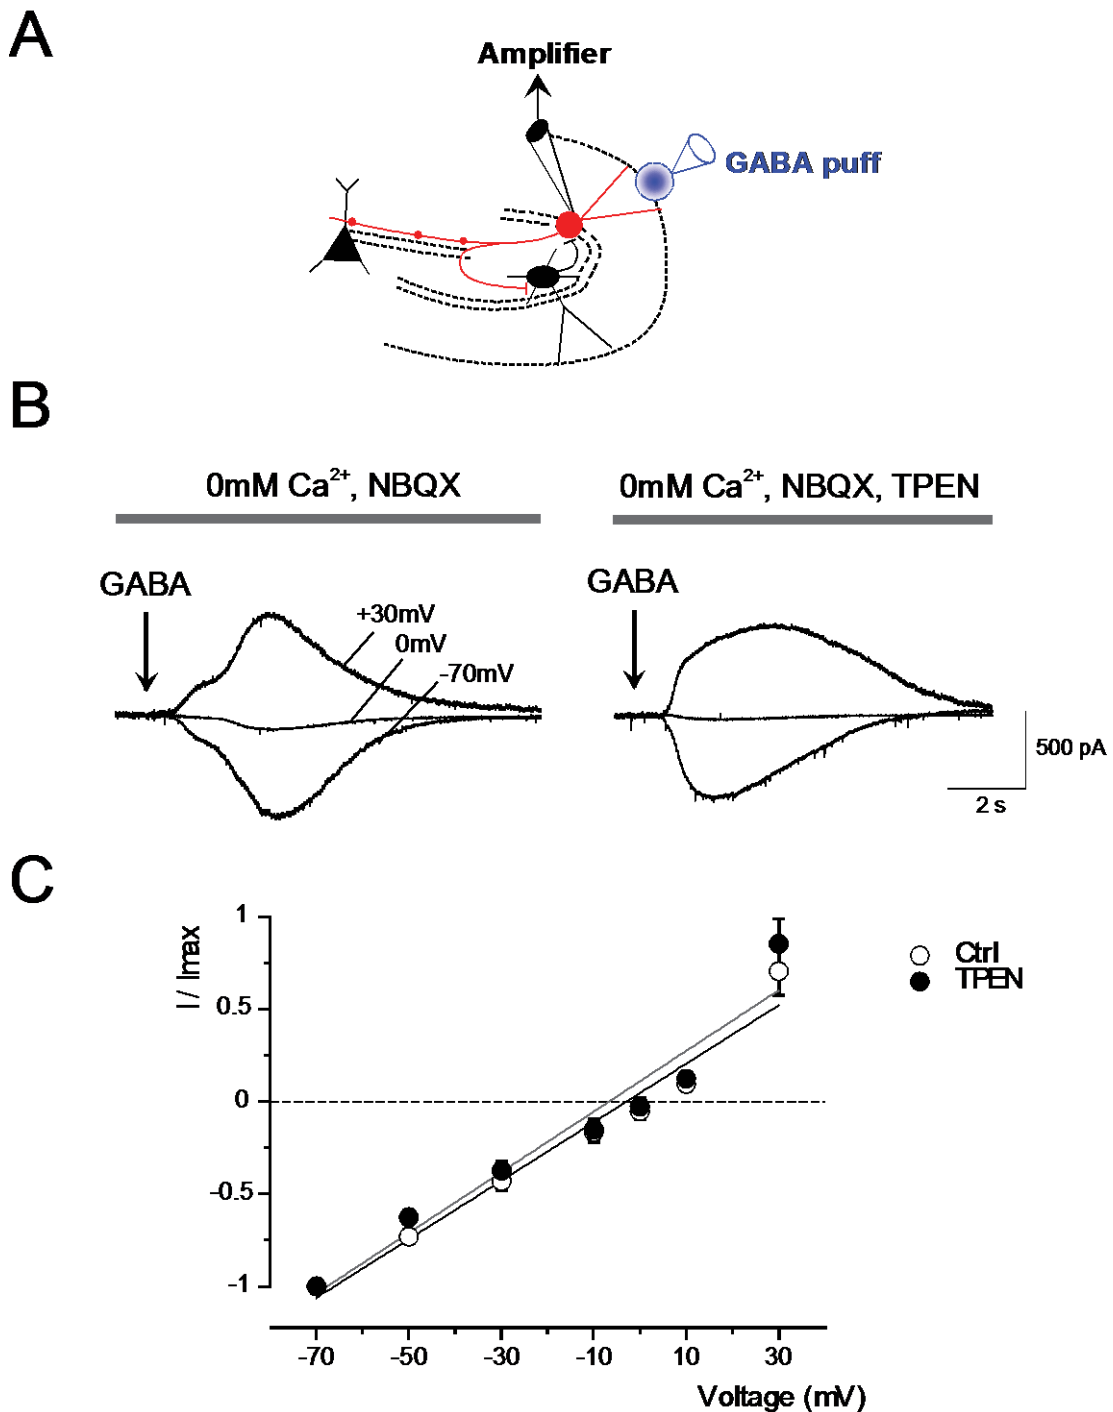 A
Amplifier
GABA puff
B
0mM Ca²⁺, NBQX
0mM Ca²⁺, NBQX, TPEN
GABA
GABA
+30mV
0mV
-70mV
500 pA
2 s
C
I / Imax
1
0.5
0
-0.5
-1
Ctrl
TPEN
-70
-50
-30
-10
10
30
Voltage (mV)